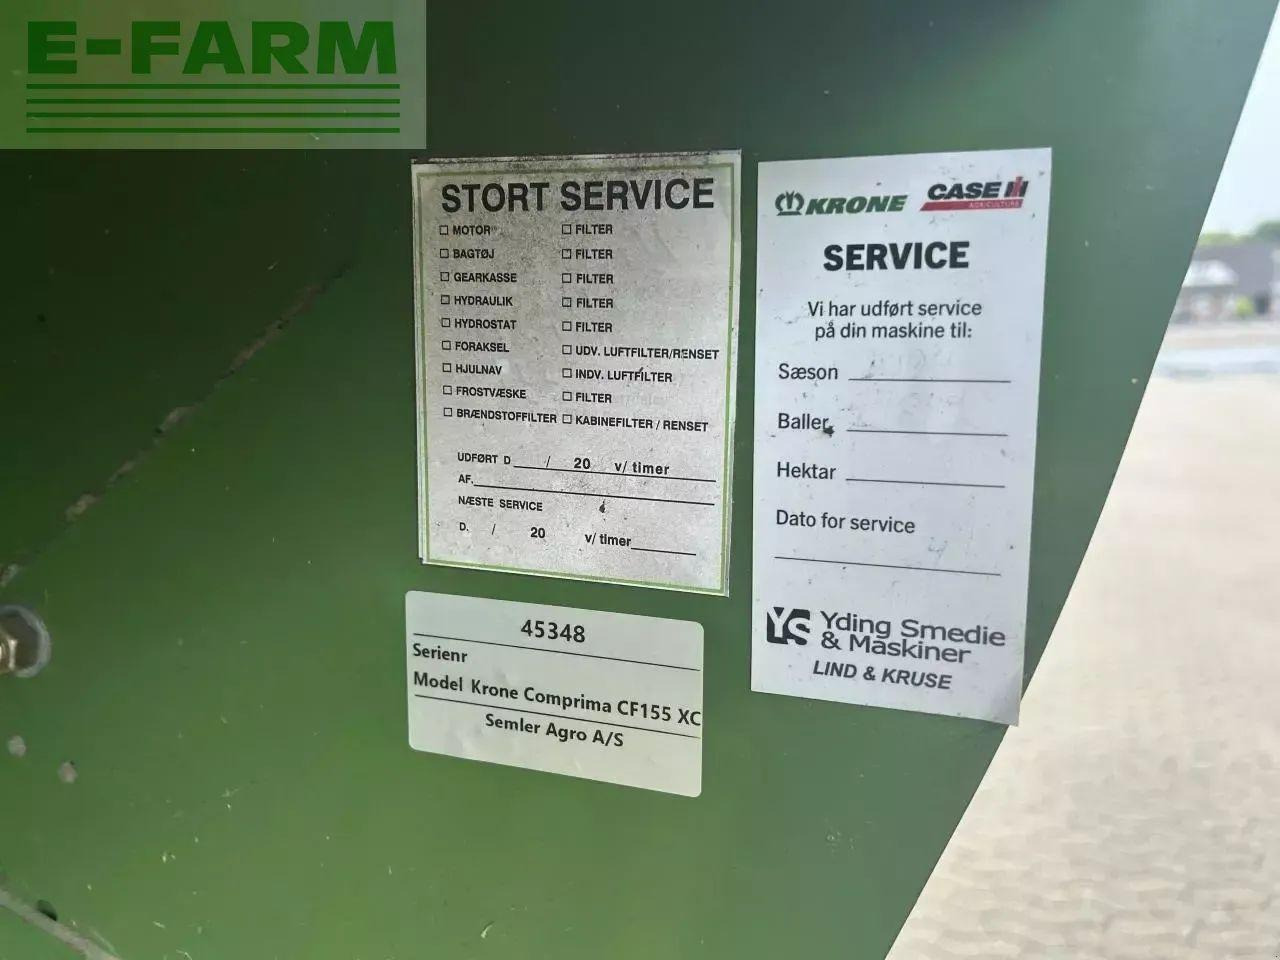 E-FARM
STORT SERVICE
☐ MOTOR ☐ FILTER
☐ BAGTØJ ☐ FILTER
☐ GEARKASSE ☐ FILTER
☐ HYDRAULIK ☐ FILTER
☐ HYDROSTAT ☐ FILTER
☐ FORAKSEL ☐ UDV. LUFTFILTER/RENSET
☐ HJULNAV ☐ INDV. LUFTFILTER
☐ FROSTVÆSKE ☐ FILTER
☐ BRÆNDSTOFFILTER ☐ KABINEFILTER / RENSET
UDFØRT D___/ 20 v/ timer
AF.
NÆSTE SERVICE
D. / 20 v/ timer
45348
Serienr
Model Krone Comprima CF155 XC
Semler Agro A/S
KRONE CASE IH
AGRICULTURE
SERVICE
Vi har udført service
på din maskine til:
Sæson
Baller
Hektar
Dato for service
YS Yding Smedie
& Maskiner
LIND & KRUSE